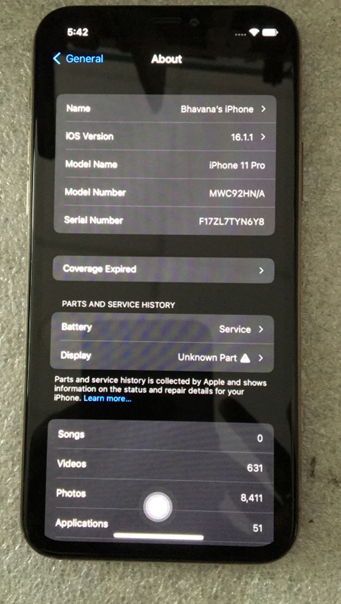 5:42
General About
Name Bhavana's iPhone
iOS Version 16.1.1
Model Name iPhone 11 Pro
Model Number MWC92HN/A
Serial Number F17ZL7TYN6Y8
Coverage Expired
PARTS AND SERVICE HISTORY
Battery Service
Display Unknown Part
Parts and service history is collected by Apple and shows
information on the status and repair details for your
iPhone. Learn more...
Songs 0
Videos 631
Photos 8,411
Applications 51